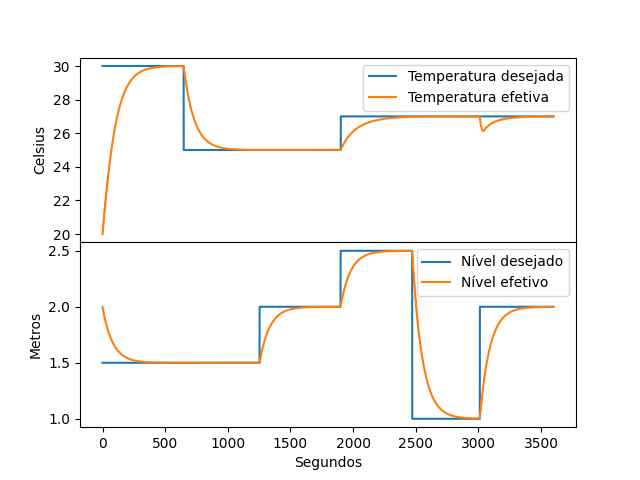 30
28
26
24
22
20
Celsius
Temperatura desejada
Temperatura efetiva
2.5
2.0
1.5
1.0
Metros
Nível desejado
Nível efetivo
0 500 1000 1500 2000 2500 3000 3500
Segundos